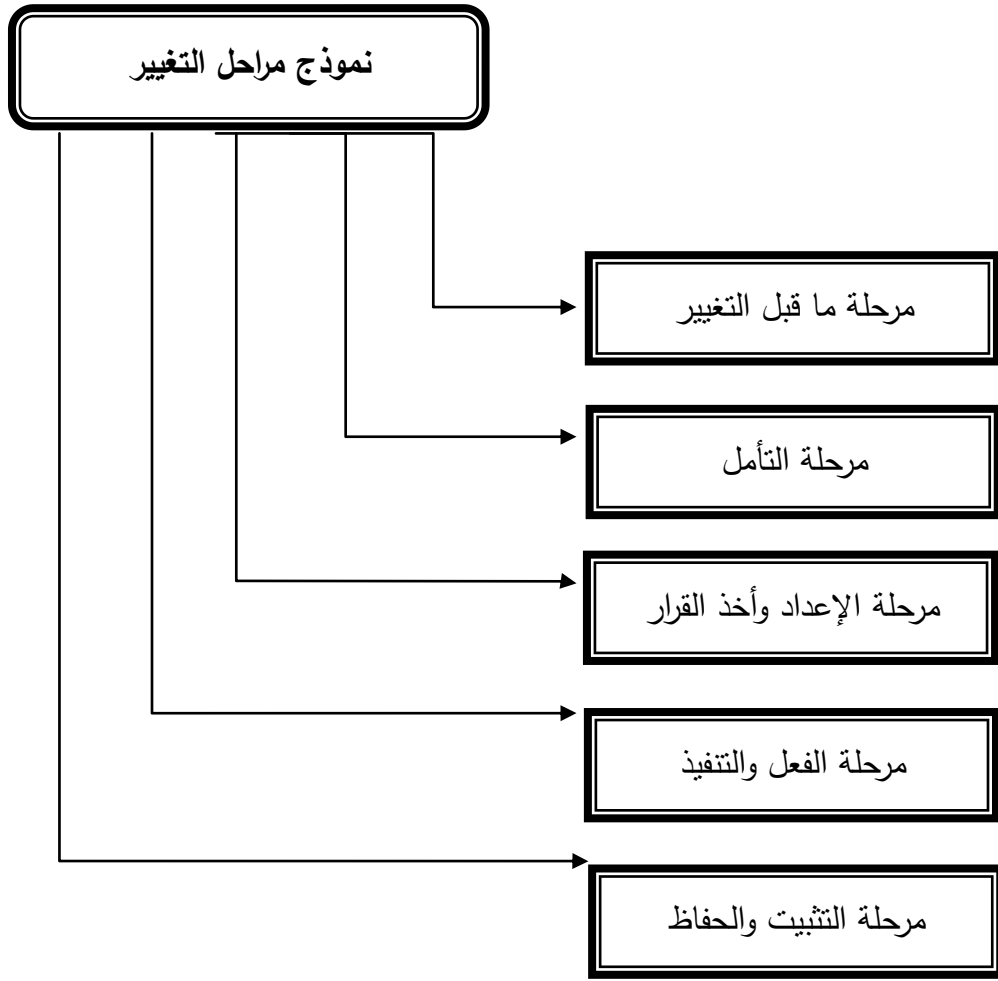 نموذج مراحل التغيير
مرحلة ما قبل التغيير
مرحلة التأمل
مرحلة الإعداد وأخذ القرار
مرحلة الفعل والتنفيذ
مرحلة التثبيت والحفاظ